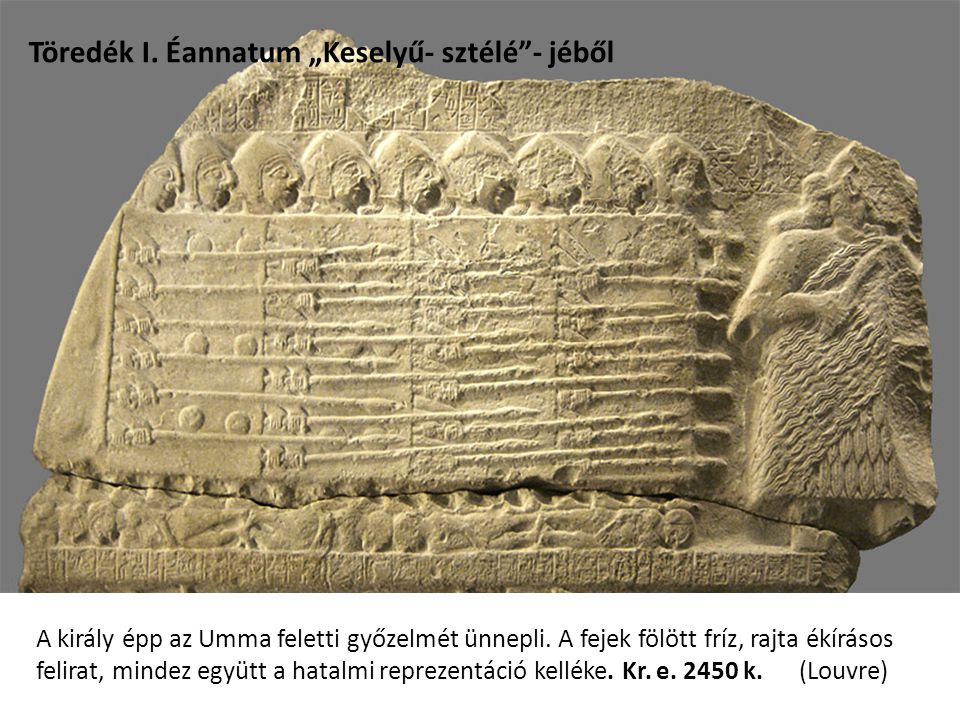 Töredék I. Éannatum „Keselyű- sztélé”- jéből
A király épp az Umma feletti győzelmét ünnepli. A fejek fölött fríz, rajta ékírásos
felirat, mindez együtt a hatalmi reprezentáció kelléke. Kr. e. 2450 k. (Louvre)